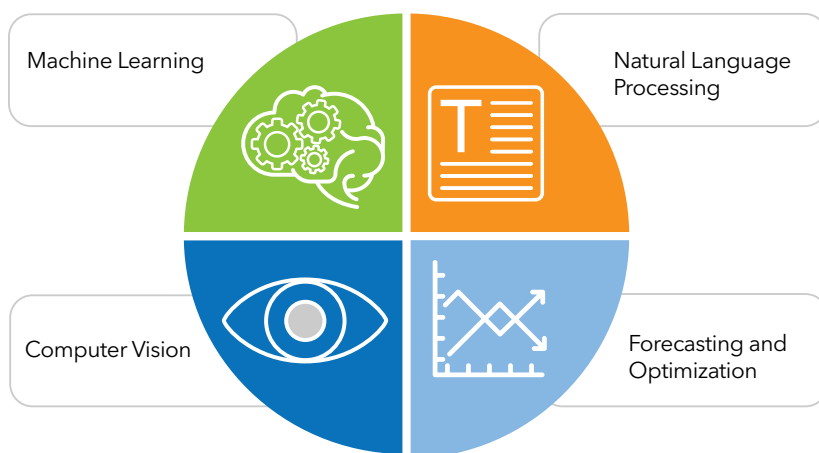 Machine Learning
Natural Language
Processing
T
Computer Vision
Forecasting and
Optimization